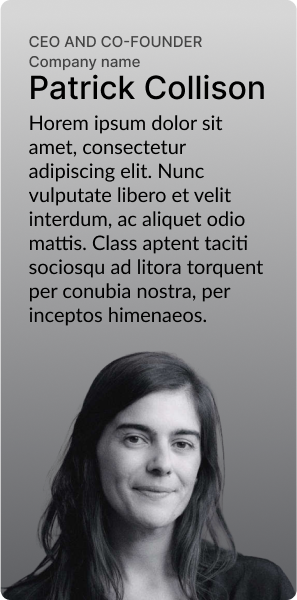 CEO AND CO-FOUNDER
Company name
Patrick Collison
Horem ipsum dolor sit
amet, consectetur
adipiscing elit. Nunc
vulputate libero et velit
interdum, ac aliquet odio
mattis. Class aptent taciti
sociosqu ad litora torquent
per conubia nostra, per
inceptos himenaeos.